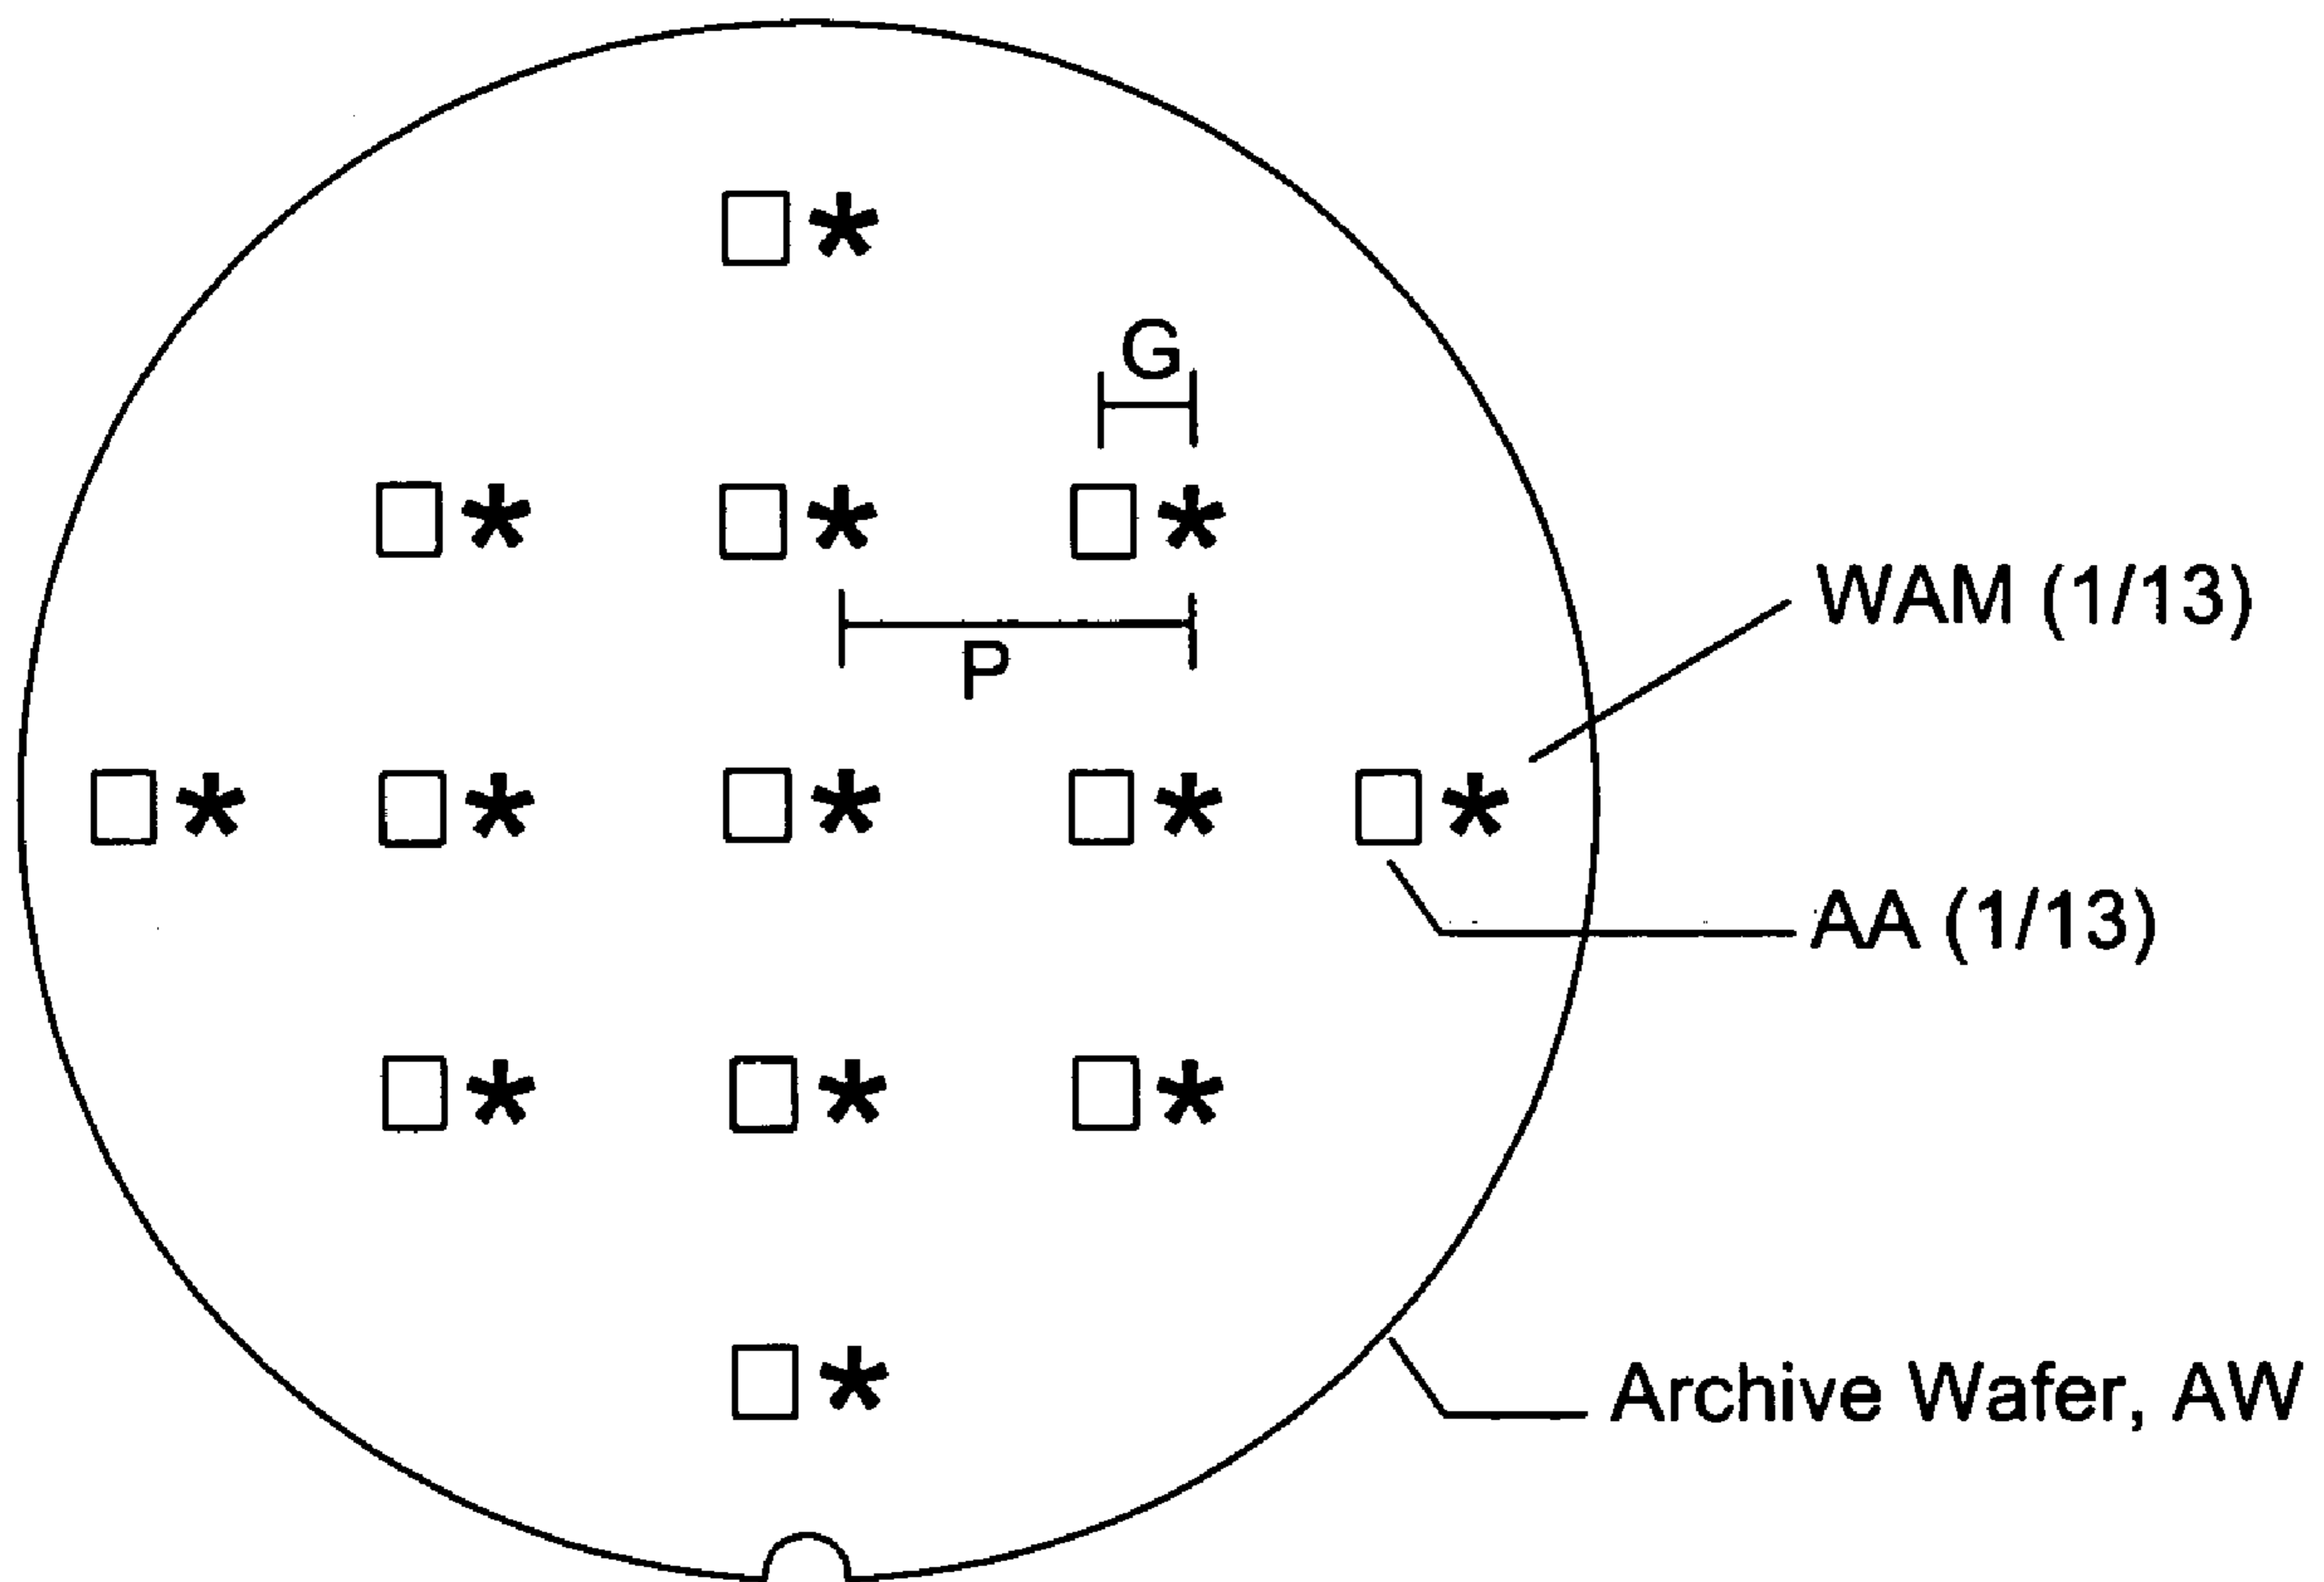 G
P
WAM (1/13)
AA (1/13)
Archive Wafer, AW